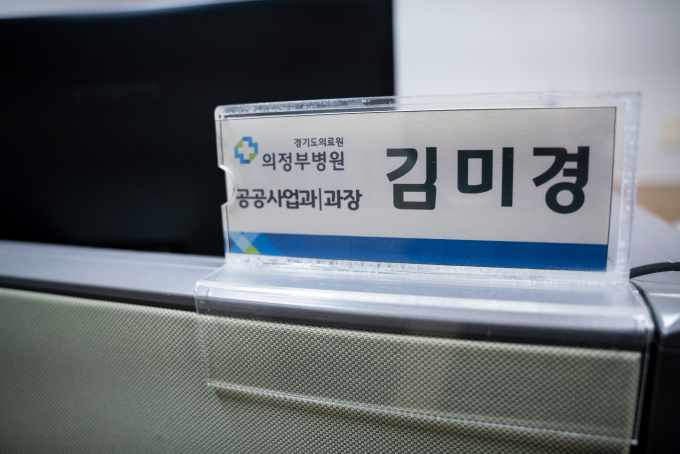 경기도의료원
의정부병원
공공사업과|과장
김미경